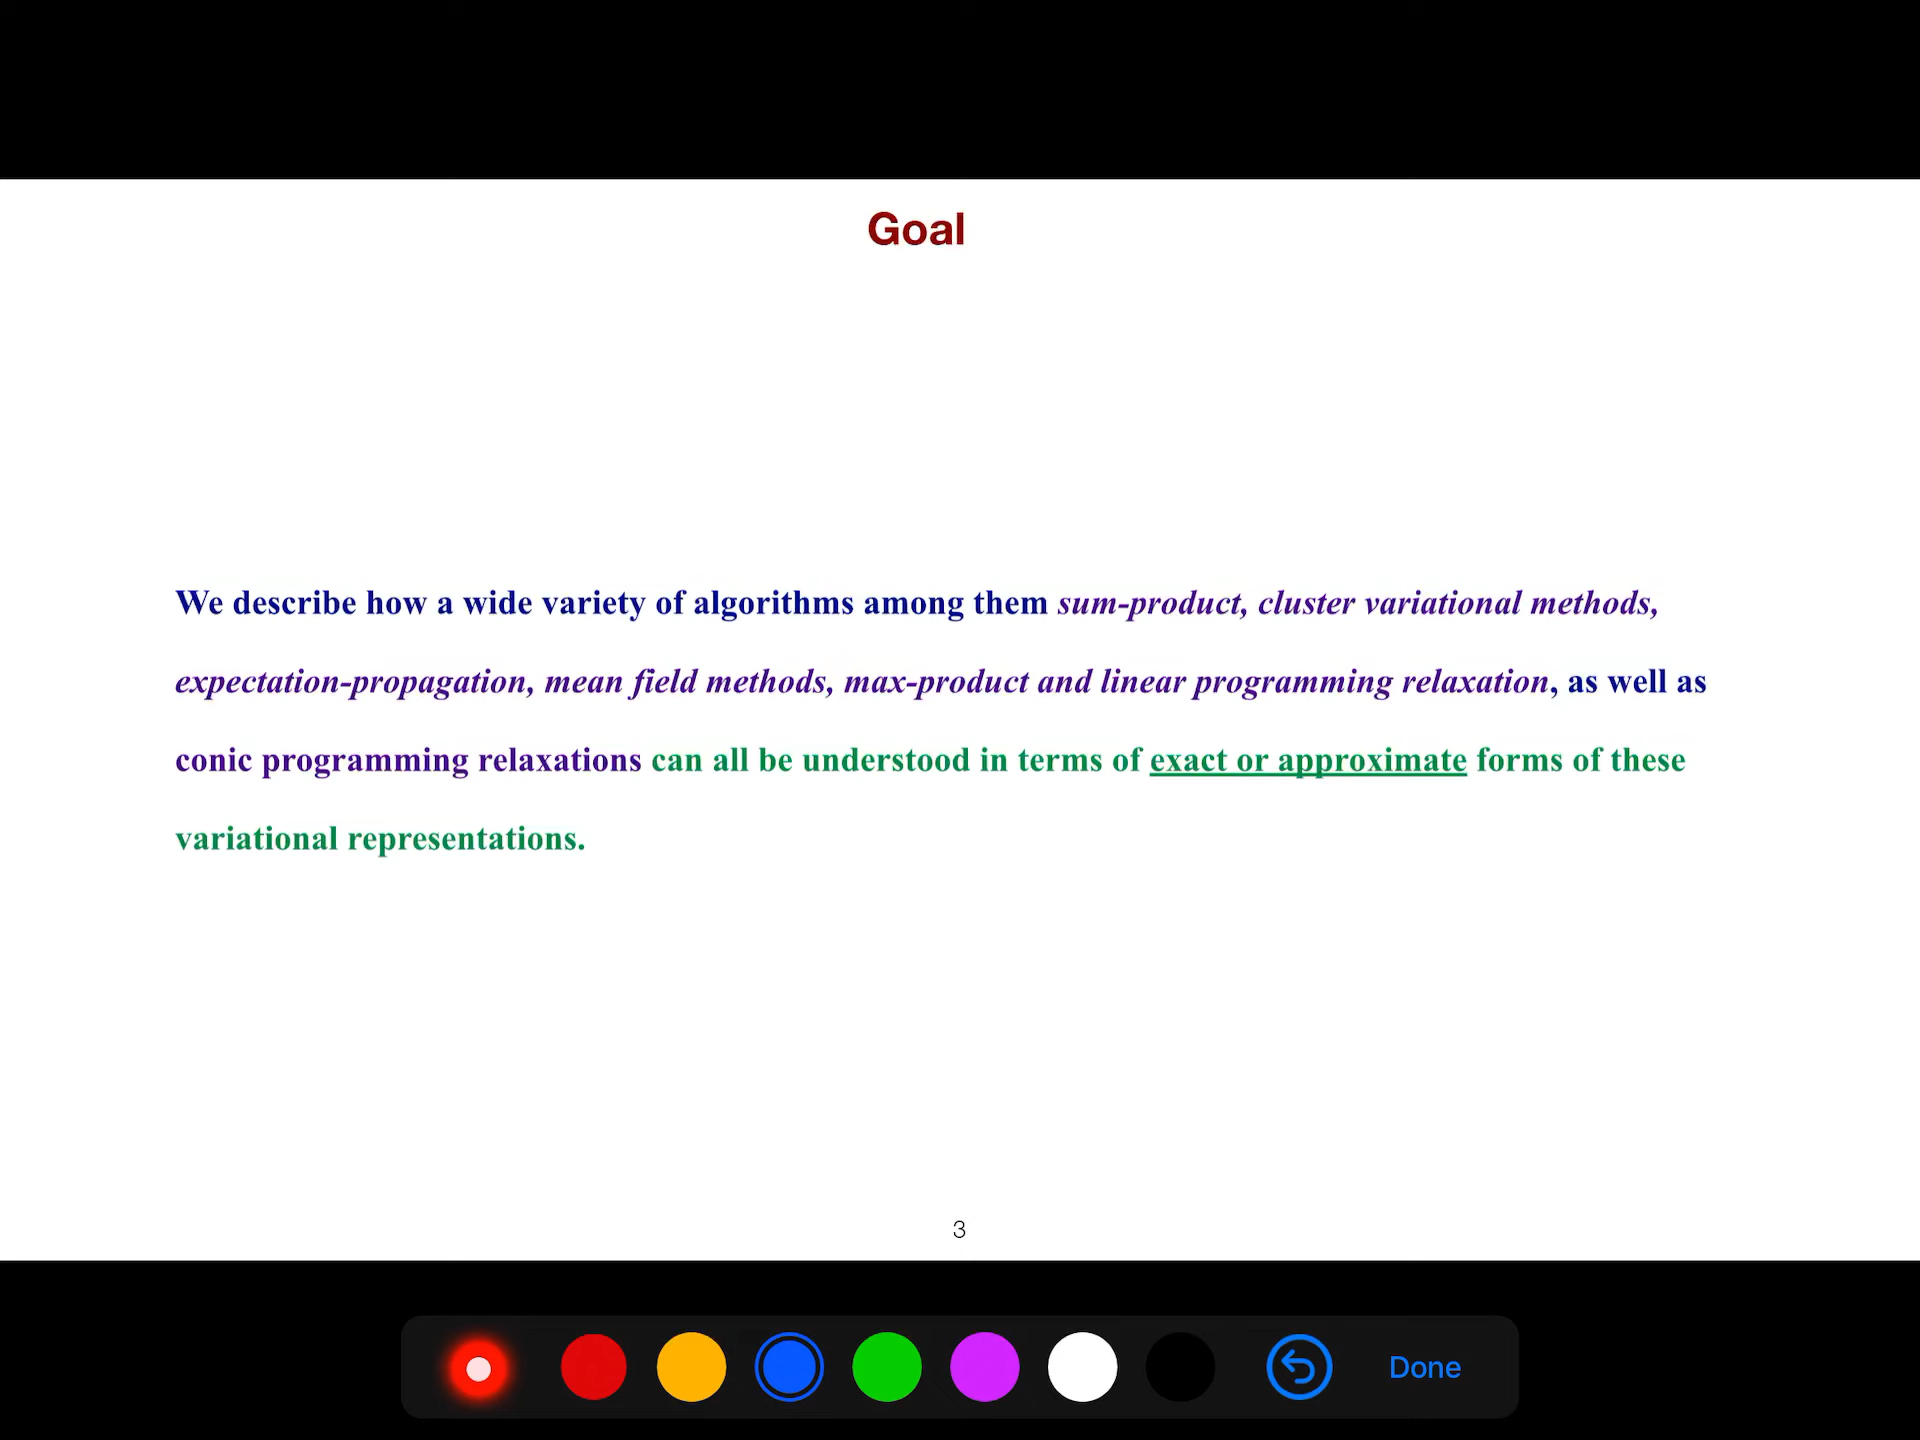 Goal
We describe how a wide variety of algorithms among them sum-product, cluster variational methods,
expectation-propagation, mean field methods, max-product and linear programming relaxation, as well as
conic programming relaxations can all be understood in terms of exact or approximate forms of these
variational representations.
3
Done